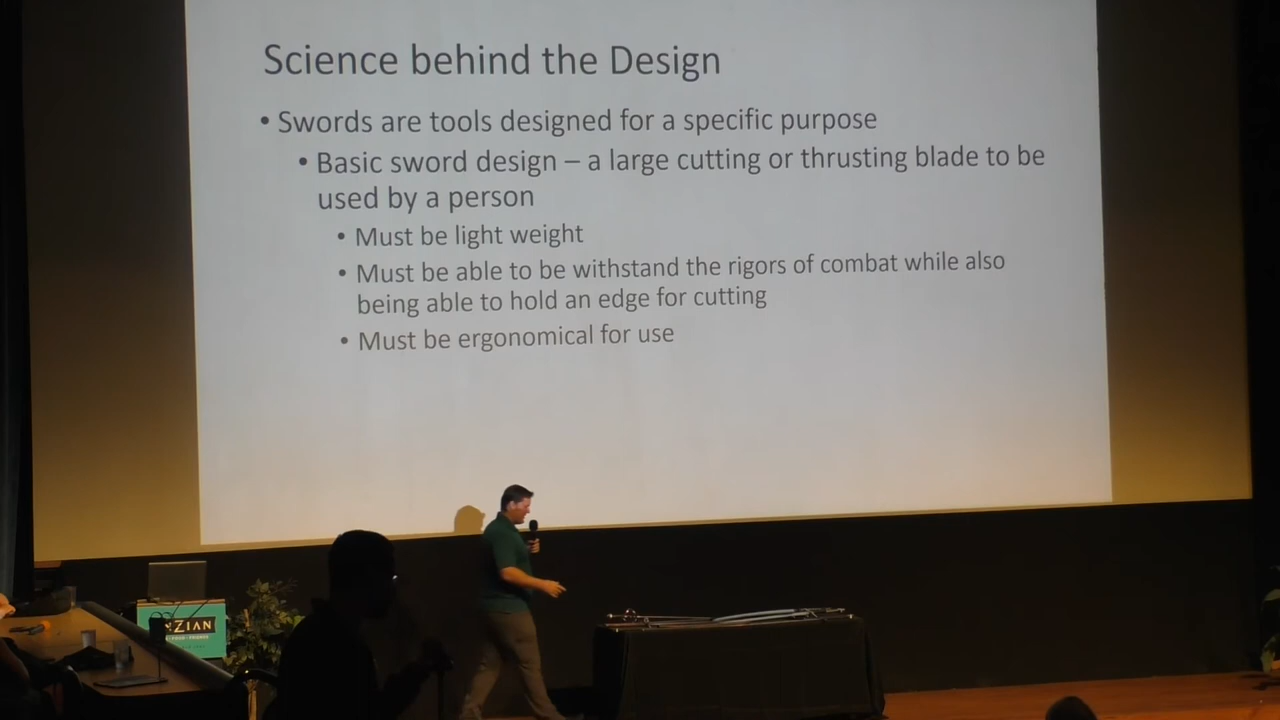 Science behind the Design
• Swords are tools designed for a specific purpose
• Basic sword design – a large cutting or thrusting blade to be
used by a person
• Must be light weight
• Must be able to be withstand the rigors of combat while also
being able to hold an edge for cutting
• Must be ergonomical for use
NZIAN